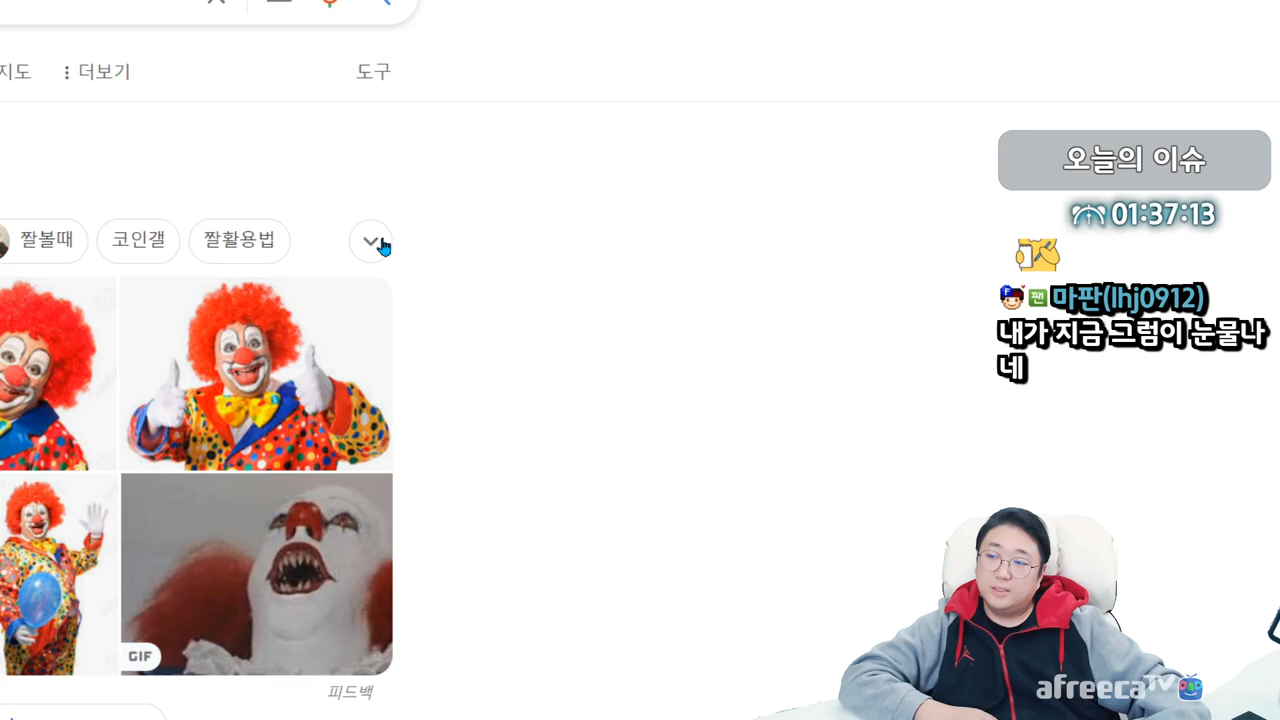 지도
더보기
도구
오늘의 이슈
01:37:13
짤볼때
코인갤
짤활용법
팬 마판(lhj0912)
내가 지금 그럼이 눈물나
네
GIF
피드백
afreecaTV